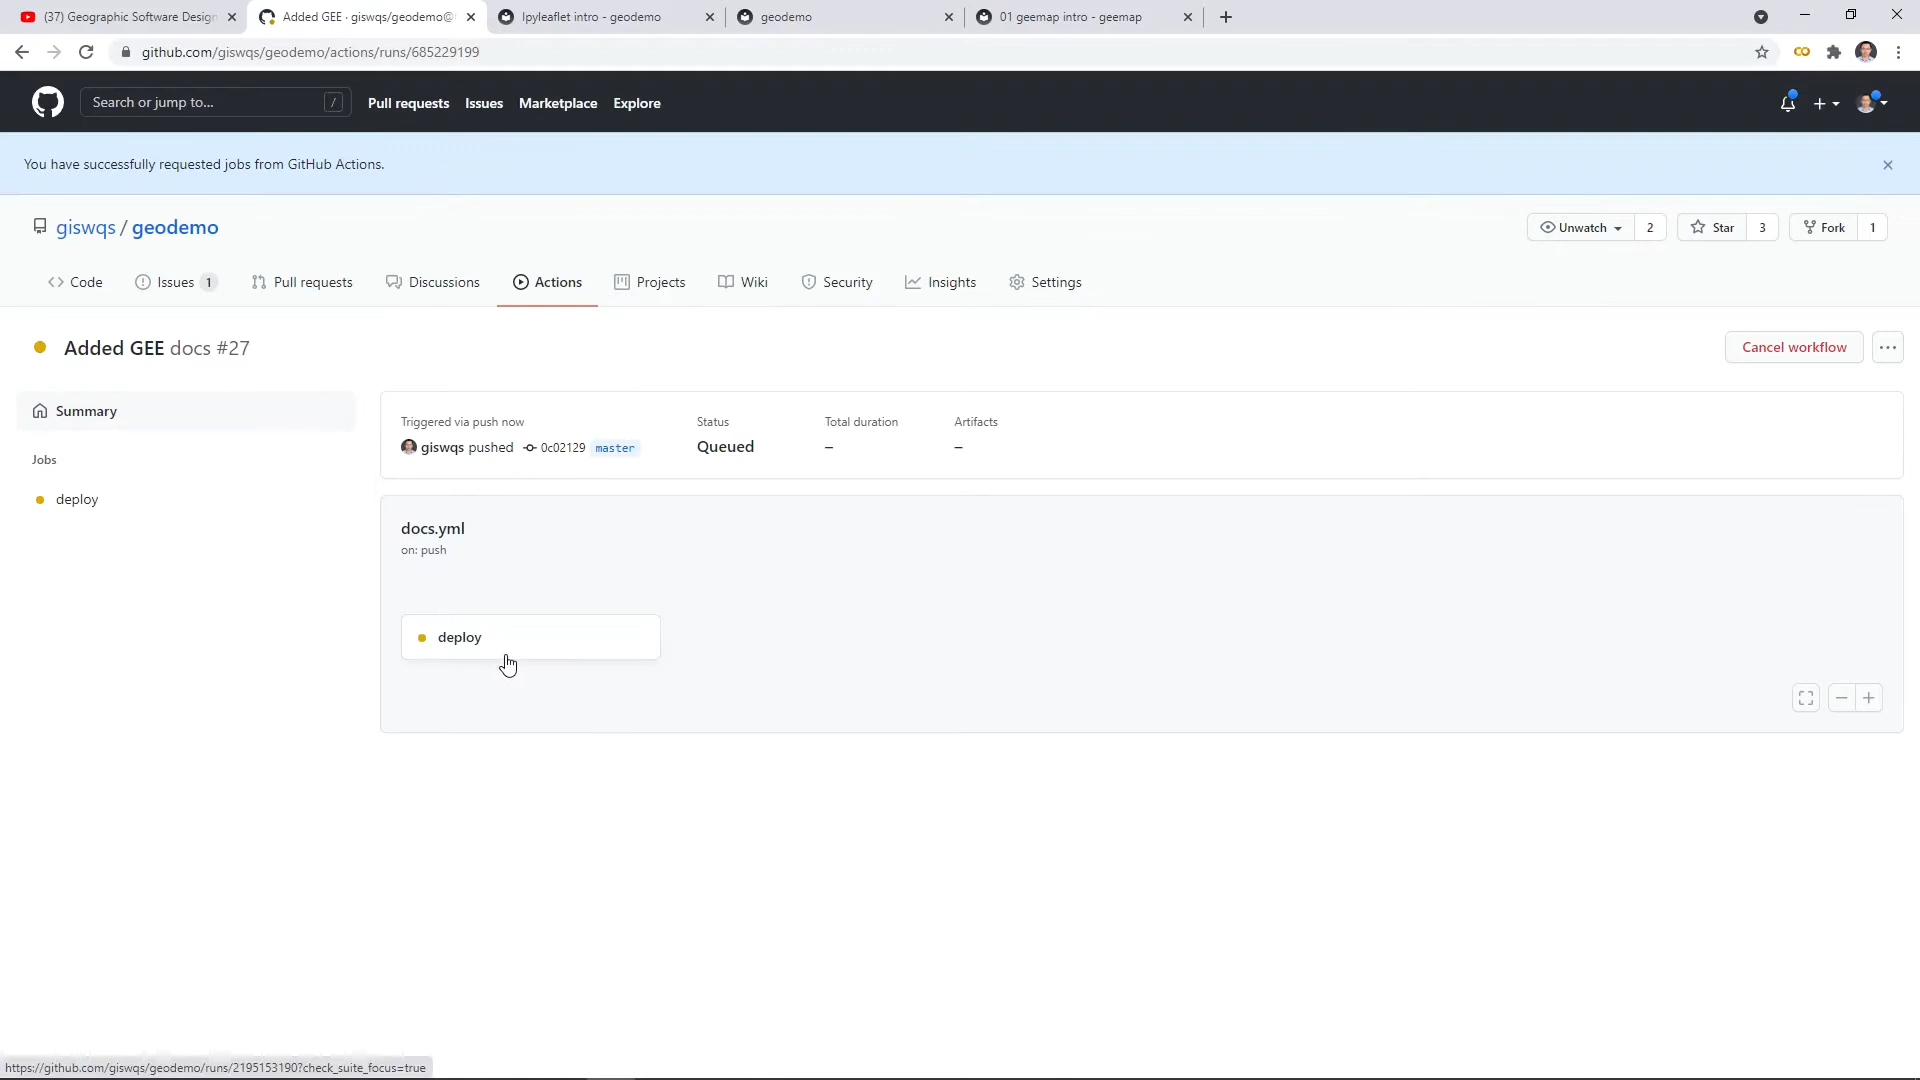 (37) Geographic Software Design
Added GEE · giswqs/geodemo@
Ipyleaflet intro - geodemo
geodemo
01 geemap intro - geemap
github.com/giswqs/geodemo/actions/runs/685229199
Search or jump to...
/
Pull requests
Issues
Marketplace
Explore
You have successfully requested jobs from GitHub Actions.
giswqs / geodemo
Unwatch 2
Star 3
Fork 1
Code
Issues 1
Pull requests
Discussions
Actions
Projects
Wiki
Security
Insights
Settings
Added GEE docs #27
Cancel workflow
Summary
Jobs
deploy
Triggered via push now
giswqs pushed 0c02129 master
Status
Queued
Total duration
–
Artifacts
–
docs.yml
on: push
deploy
https://github.com/giswqs/geodemo/runs/2195153190?check_suite_focus=true